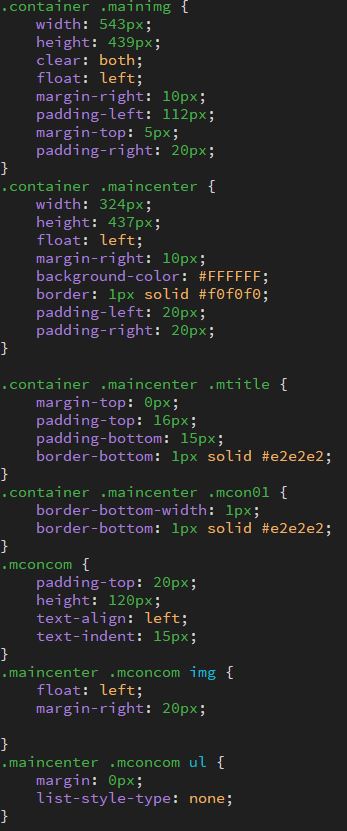 .container .mainimg {
    width: 543px;
    height: 439px;
    clear: both;
    float: left;
    margin-right: 10px;
    padding-left: 112px;
    margin-top: 5px;
    padding-right: 20px;
}
.container .maincenter {
    width: 324px;
    height: 437px;
    float: left;
    margin-right: 10px;
    background-color: #FFFFFF;
    border: 1px solid #f0f0f0;
    padding-left: 20px;
    padding-right: 20px;
}

.container .maincenter .mtitle {
    margin-top: 0px;
    padding-top: 16px;
    padding-bottom: 15px;
    border-bottom: 1px solid #e2e2e2;
}
.container .maincenter .mcon01 {
    border-bottom-width: 1px;
    border-bottom: 1px solid #e2e2e2;
}
.mconcom {
    padding-top: 20px;
    height: 120px;
    text-align: left;
    text-indent: 15px;
}
.maincenter .mconcom img {
    float: left;
    margin-right: 20px;

}
.maincenter .mconcom ul {
    margin: 0px;
    list-style-type: none;
}